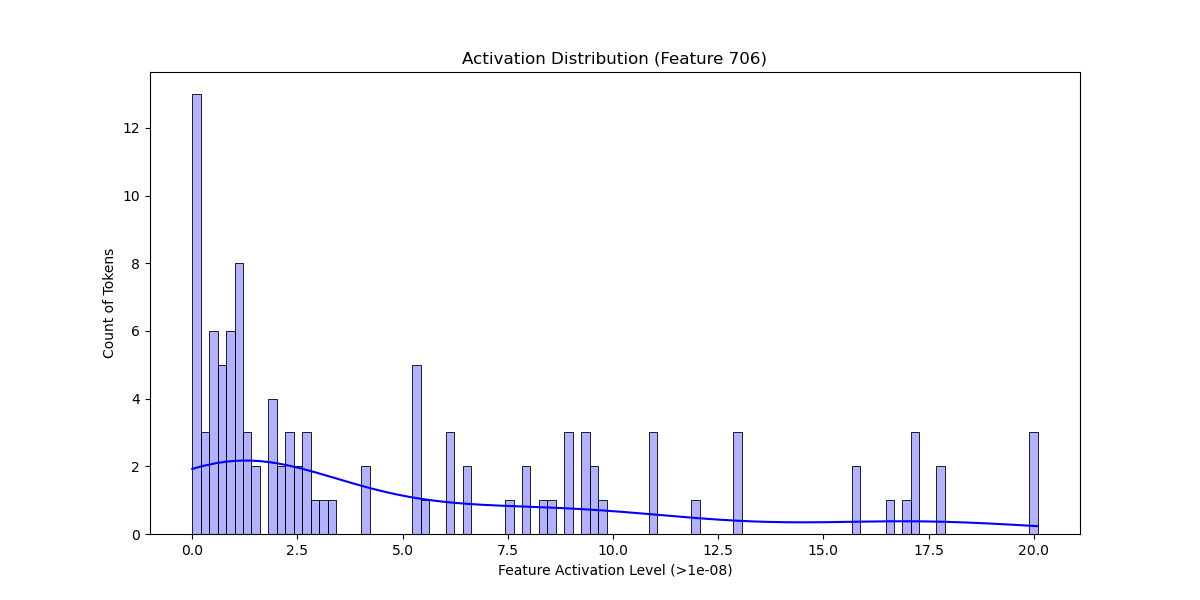 Activation Distribution (Feature 706)
Count of Tokens
12
10
8
6
4
2
0
0.0 2.5 5.0 7.5 10.0 12.5 15.0 17.5 20.0
Feature Activation Level (>1e-08)